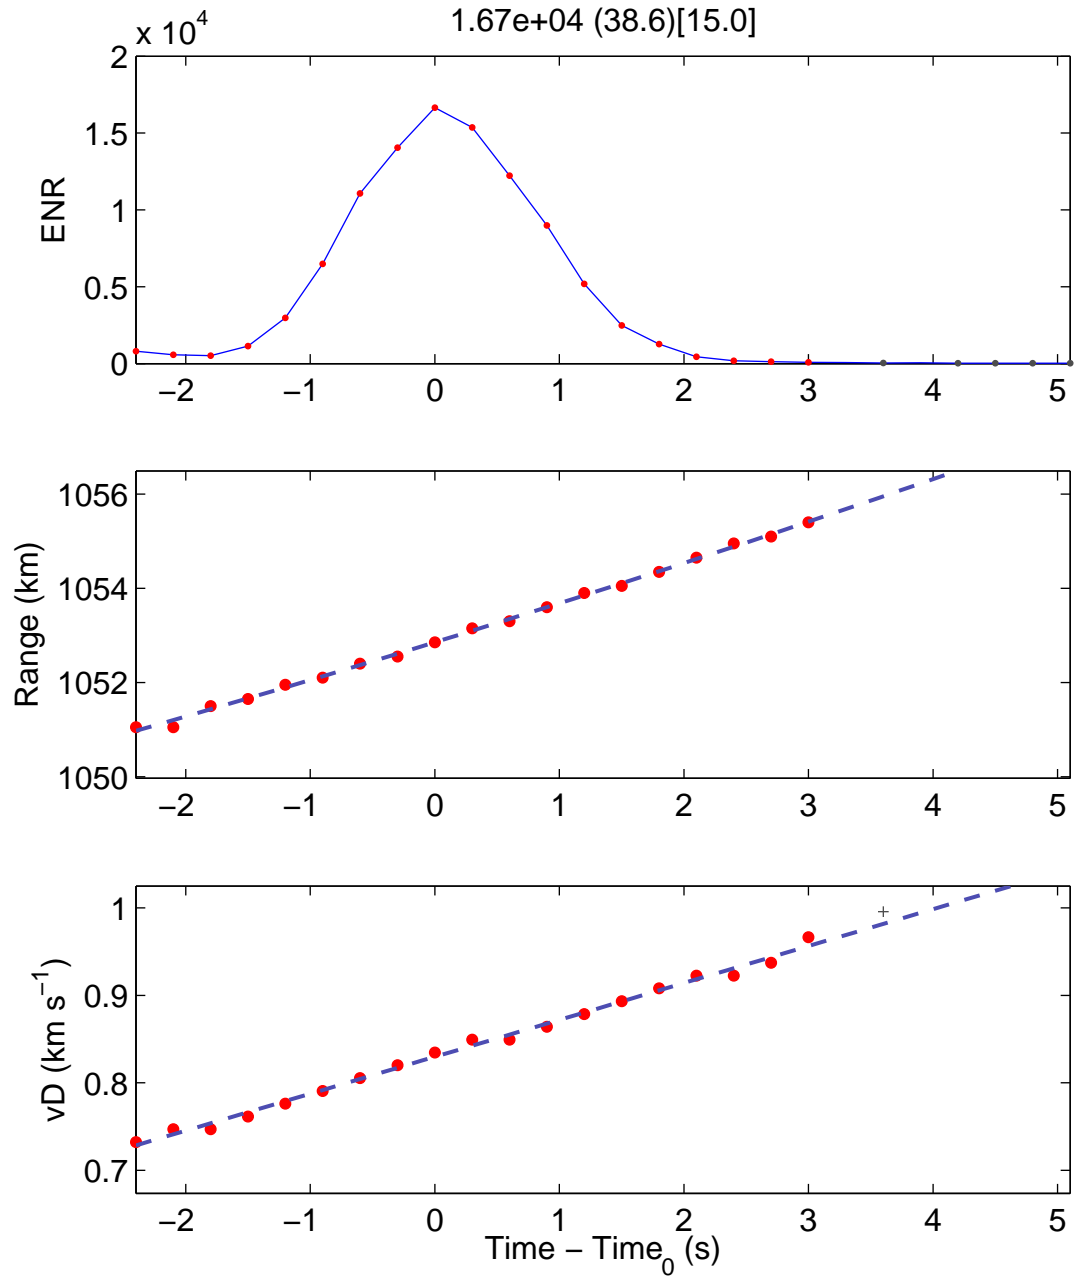 1.67e+04 (38.6)[15.0]
x 10⁴
2
1.5
1
0.5
0
ENR
−2 −1 0 1 2 3 4 5
1056
1054
1052
1050
Range (km)
−2 −1 0 1 2 3 4 5
1
0.9
0.8
0.7
vD (km s⁻¹)
−2 −1 0 1 2 3 4 5
Time − Time₀ (s)